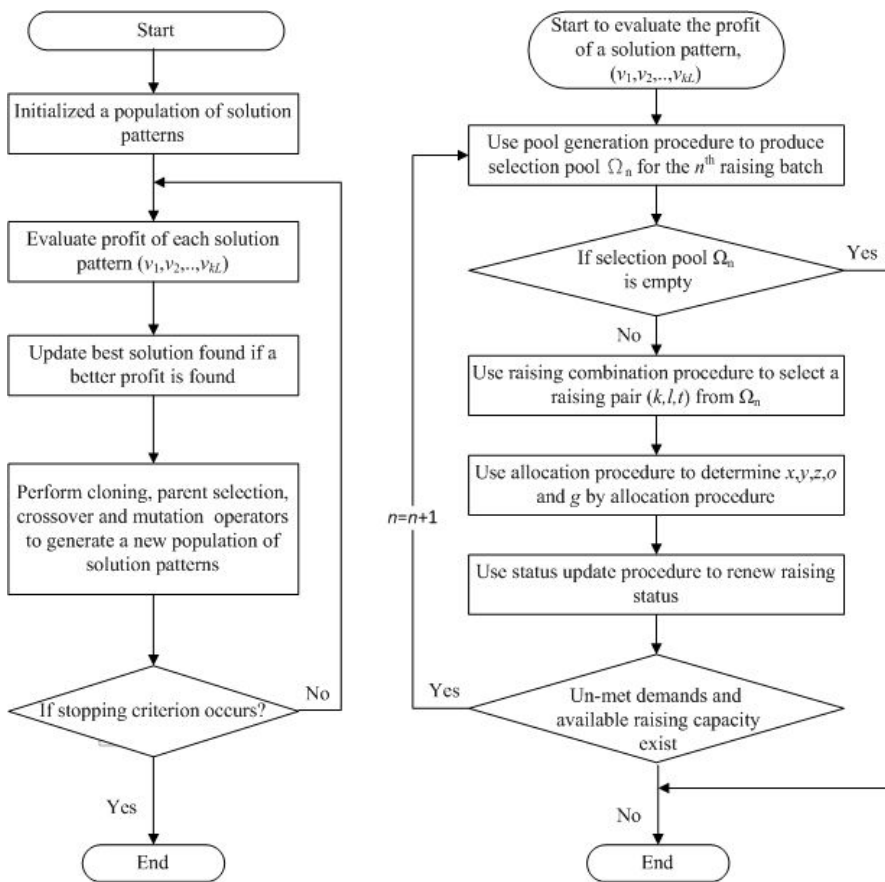 Start
Initialized a population of solution
patterns
Evaluate profit of each solution
pattern (v₁,v₂,..,vₖL)
Update best solution found if a
better profit is found
Perform cloning, parent selection,
crossover and mutation operators
to generate a new population of
solution patterns
If stopping criterion occurs?
No
Yes
End
Start to evaluate the profit
of a solution pattern,
(v₁,v₂,..,vₖL)
Use pool generation procedure to produce
selection pool Ωₙ for the nᵗʰ raising batch
If selection pool Ωₙ
is empty
Yes
No
Use raising combination procedure to select a
raising pair (k,l,t) from Ωₙ
Use allocation procedure to determine x,y,z,o
and g by allocation procedure
n=n+1
Use status update procedure to renew raising
status
Un-met demands and
available raising capacity
exist
Yes
No
End